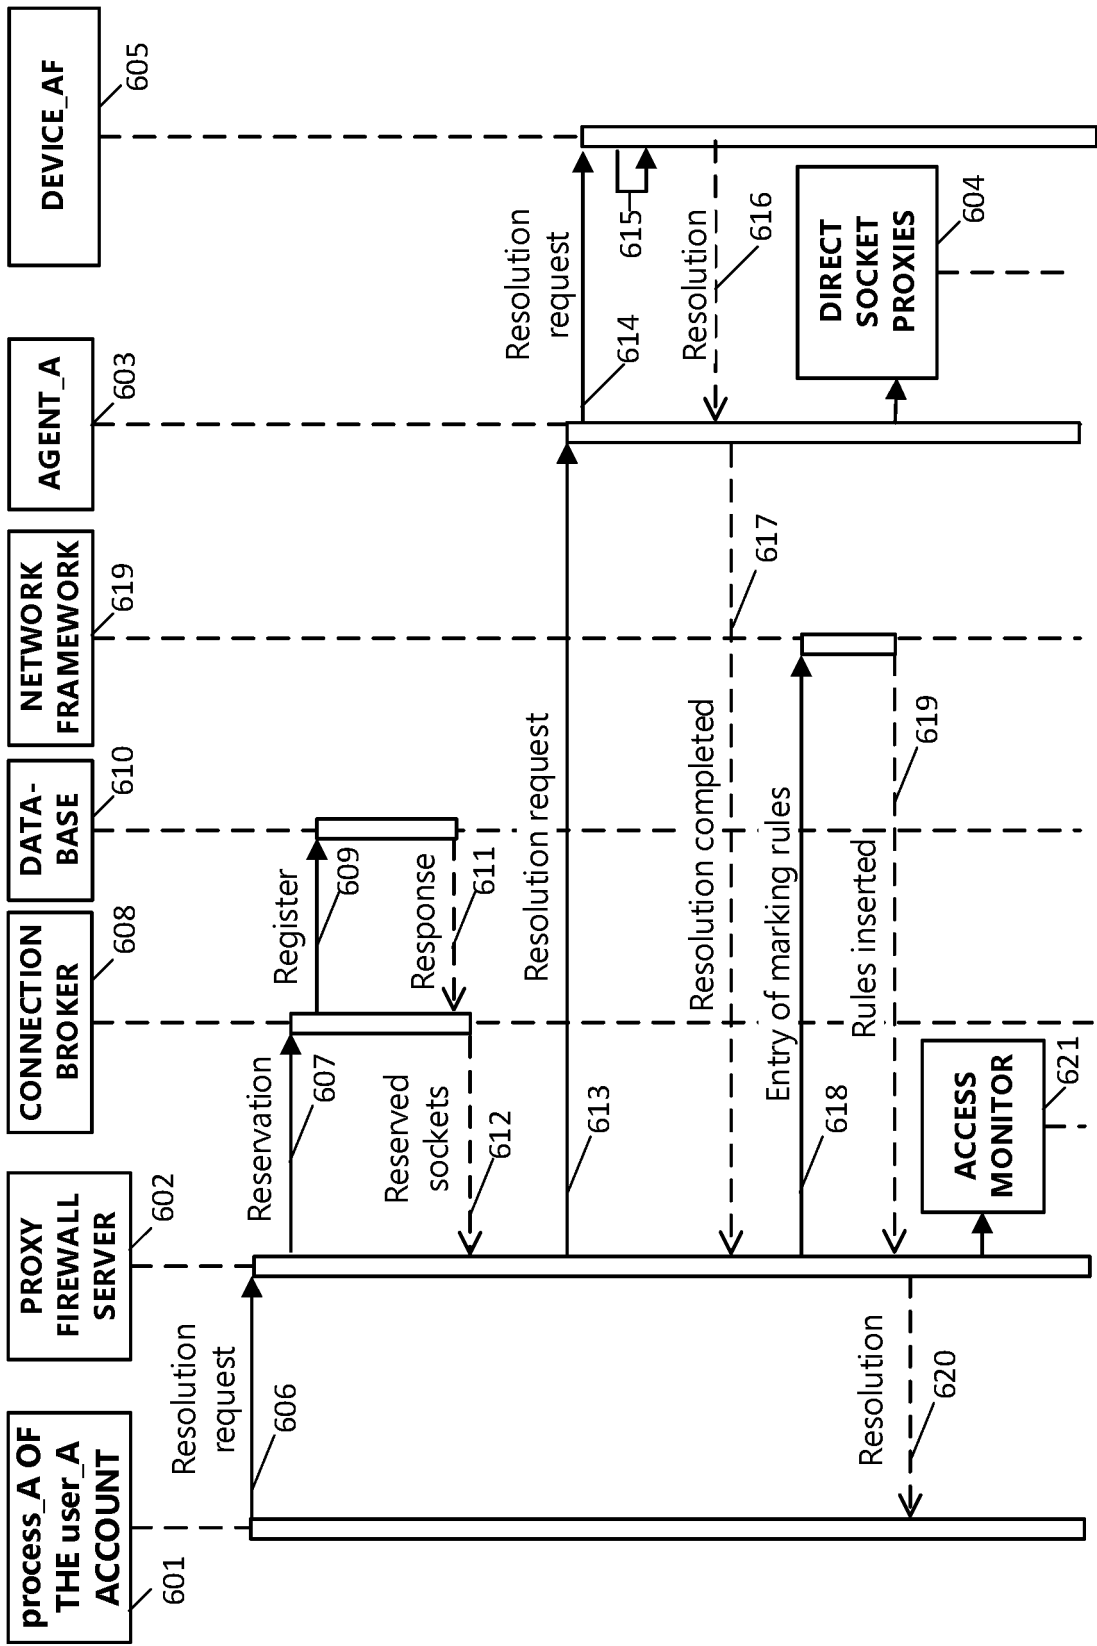 process_A OF
THE user_A
ACCOUNT
601
PROXY
FIREWALL
SERVER
602
CONNECTION
BROKER
608
DATA-
BASE
610
NETWORK
FRAMEWORK
619
AGENT_A
603
DEVICE_AF
605
Resolution
request
606
Reservation
607
Register
609
Response
611
Reserved
sockets
612
Resolution request
613
Resolution
request
614
615
Resolution
616
Resolution completed
617
Entry of marking rules
618
Rules inserted
619
DIRECT
SOCKET
PROXIES
604
Resolution
620
ACCESS
MONITOR
621